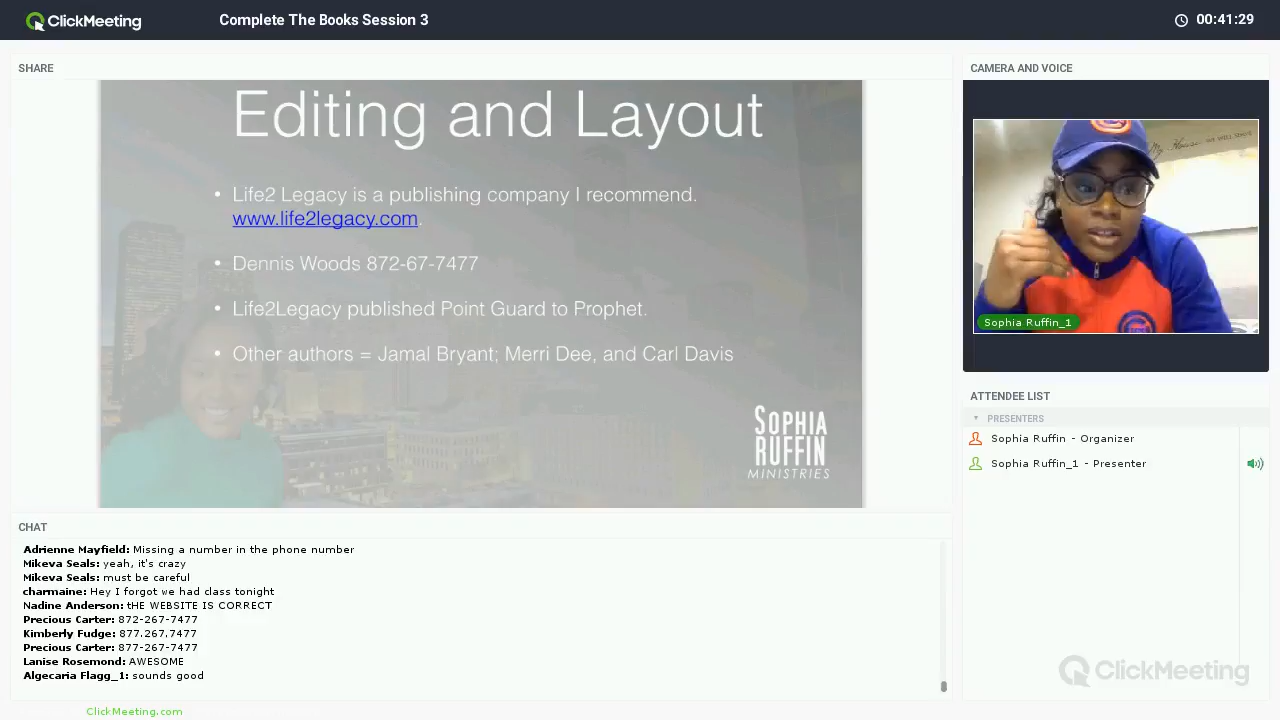 ClickMeeting
Complete The Books Session 3
00:41:29
SHARE
Editing and Layout
• Life2 Legacy is a publishing company I recommend.
www.life2legacy.com.
• Dennis Woods 872-67-7477
• Life2Legacy published Point Guard to Prophet.
• Other authors = Jamal Bryant; Merri Dee, and Carl Davis
SOPHIA
RUFFIN
MINISTRIES
CAMERA AND VOICE
My House
Sophia Ruffin_1
ATTENDEE LIST
PRESENTERS
Sophia Ruffin - Organizer
Sophia Ruffin_1 - Presenter
CHAT
Adrienne Mayfield: Missing a number in the phone number
Mikeva Seals: yeah, it's crazy
Mikeva Seals: must be careful
charmaine: Hey I forgot we had class tonight
Nadine Anderson: tHE WEBSITE IS CORRECT
Precious Carter: 872-267-7477
Kimberly Fudge: 877.267.7477
Precious Carter: 877-267-7477
Lanise Rosemond: AWESOME
Algecaria Flagg_1: sounds good
ClickMeeting
ClickMeeting.com